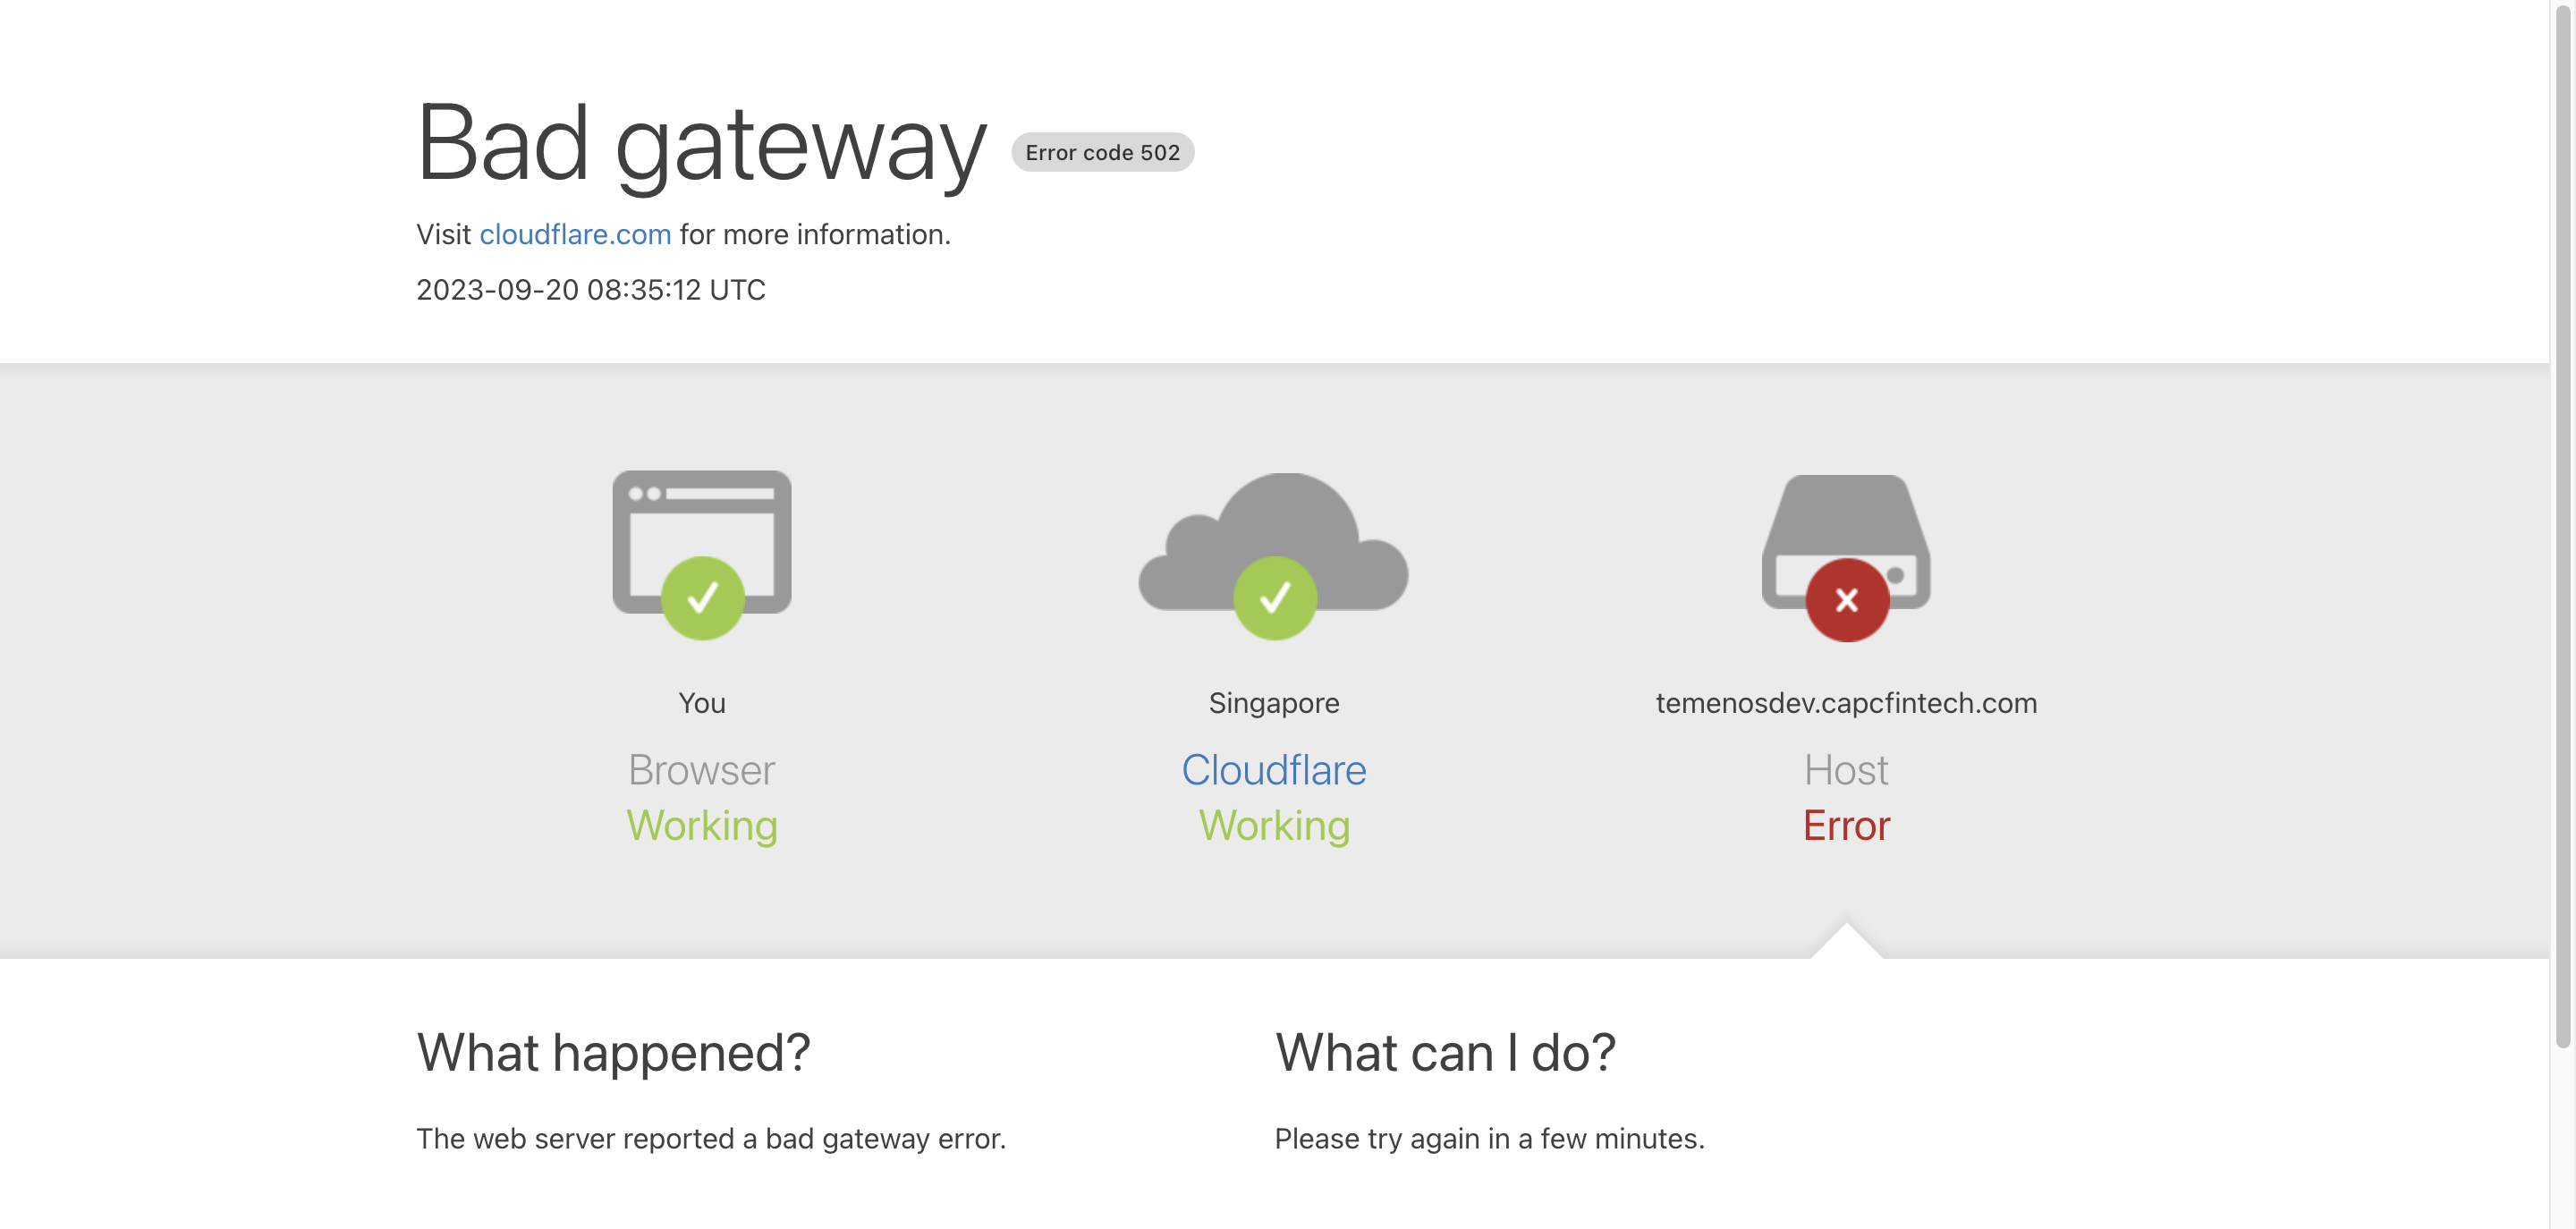 Bad gateway Error code 502
Visit cloudflare.com for more information.
2023-09-20 08:35:12 UTC
You
Browser
Working
Singapore
Cloudflare
Working
temenosdev.capcfintech.com
Host
Error
What happened?
The web server reported a bad gateway error.
What can I do?
Please try again in a few minutes.